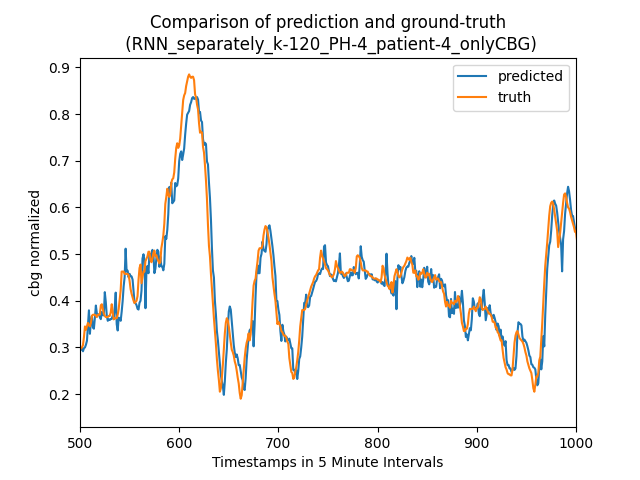 Comparison of prediction and ground-truth
(RNN_separately_k-120_PH-4_patient-4_onlyCBG)
predicted
truth
cbg normalized
0.9
0.8
0.7
0.6
0.5
0.4
0.3
0.2
500 600 700 800 900 1000
Timestamps in 5 Minute Intervals